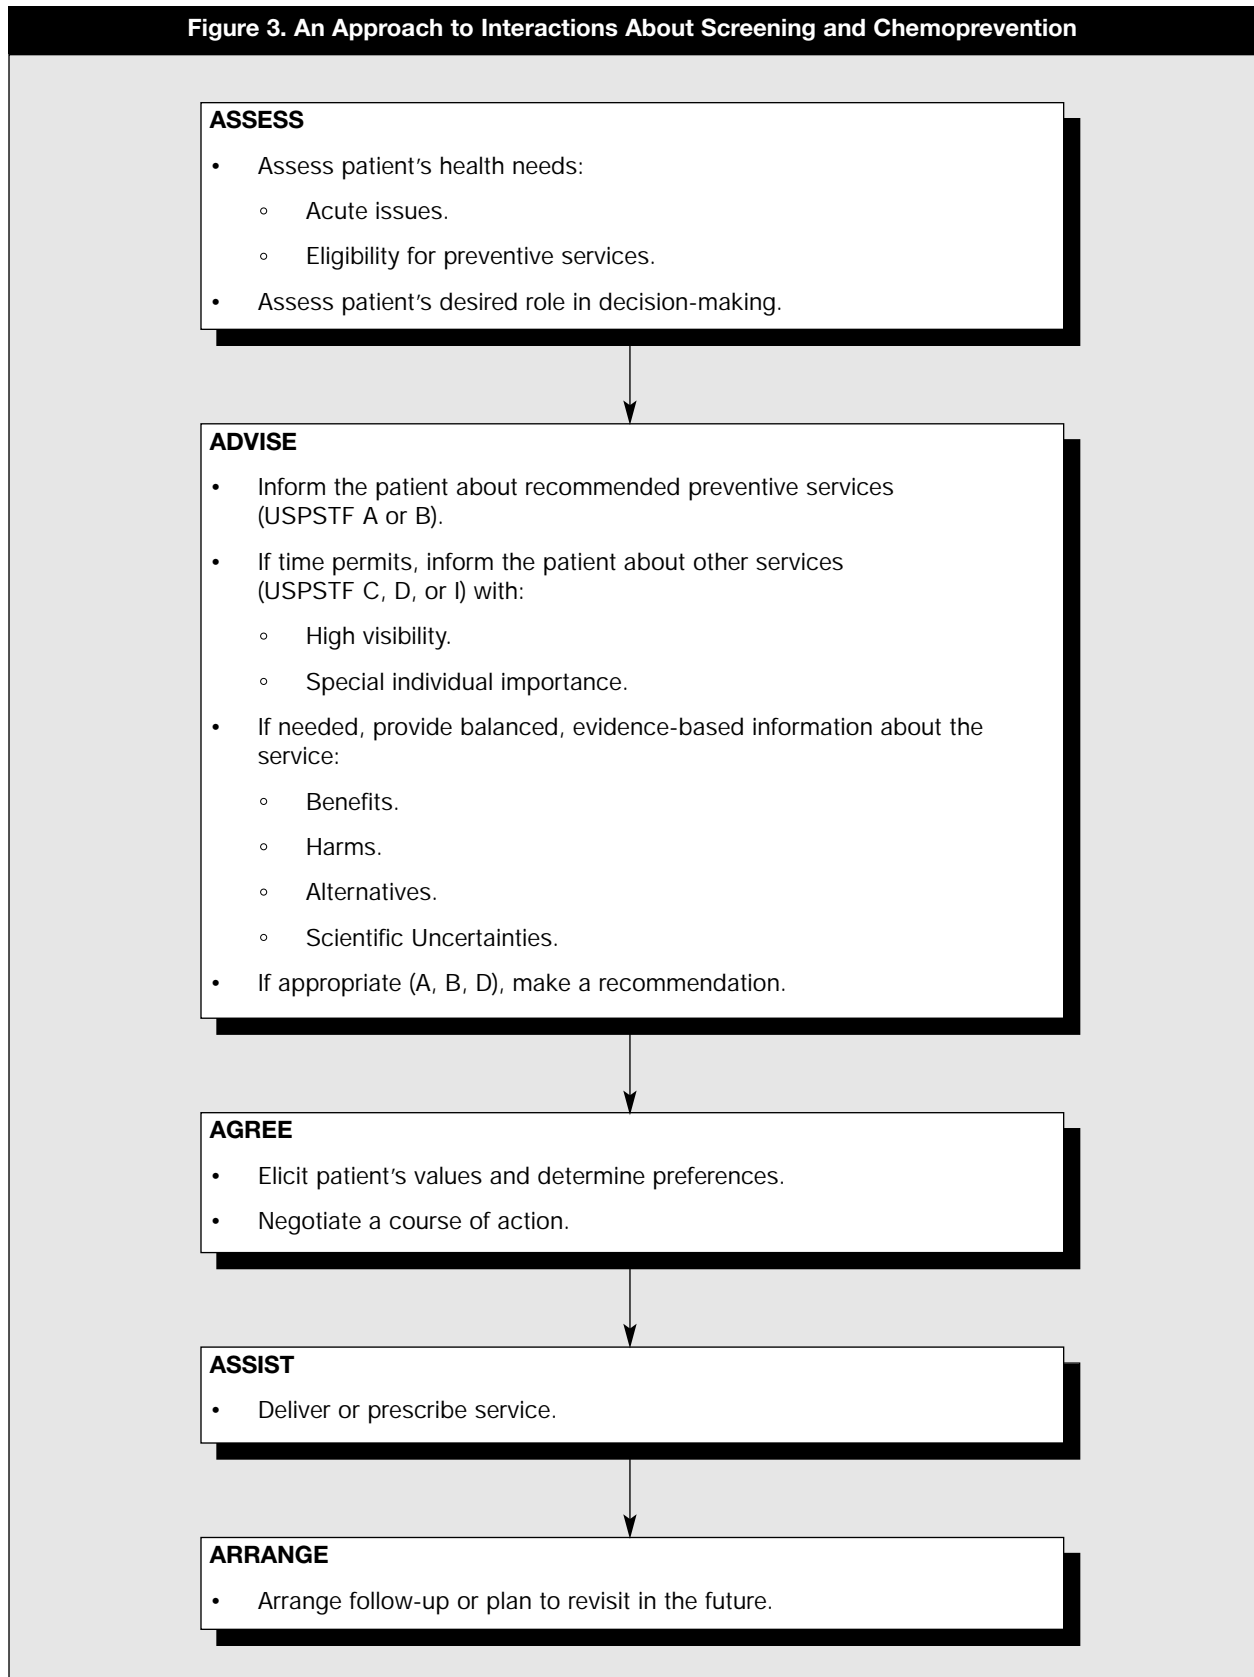 Figure 3. An Approach to Interactions About Screening and Chemoprevention
ASSESS
• Assess patient's health needs:
◦ Acute issues.
◦ Eligibility for preventive services.
• Assess patient's desired role in decision-making.
ADVISE
• Inform the patient about recommended preventive services
(USPSTF A or B).
• If time permits, inform the patient about other services
(USPSTF C, D, or I) with:
◦ High visibility.
◦ Special individual importance.
• If needed, provide balanced, evidence-based information about the
service:
◦ Benefits.
◦ Harms.
◦ Alternatives.
◦ Scientific Uncertainties.
• If appropriate (A, B, D), make a recommendation.
AGREE
• Elicit patient's values and determine preferences.
• Negotiate a course of action.
ASSIST
• Deliver or prescribe service.
ARRANGE
• Arrange follow-up or plan to revisit in the future.